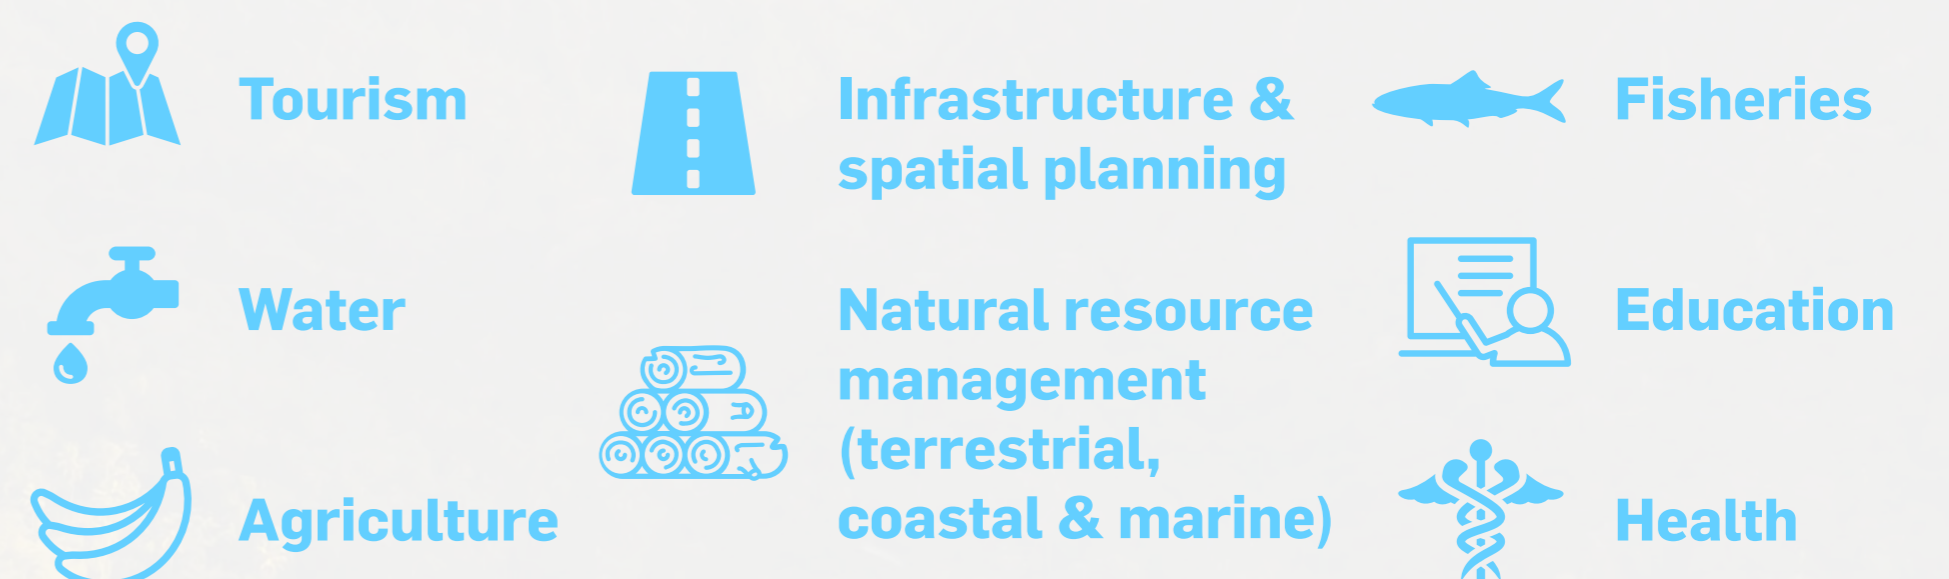 Tourism
Water
Agriculture
Infrastructure &
spatial planning
Natural resource
management
(terrestrial,
coastal & marine)
Fisheries
Education
Health